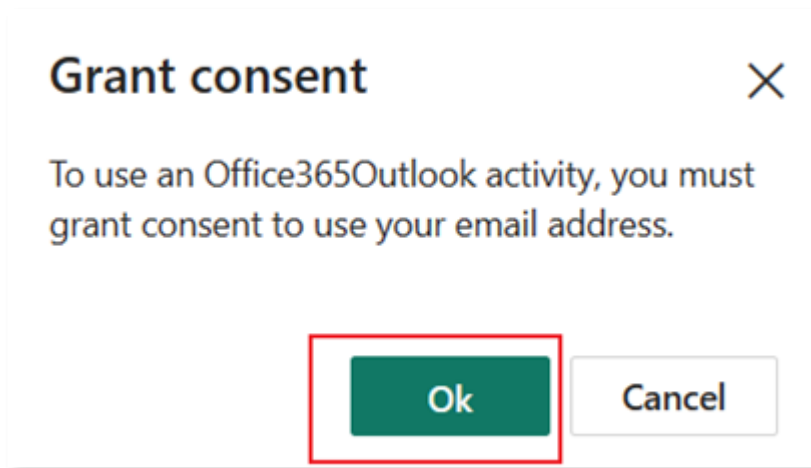 Grant consent
To use an Office365Outlook activity, you must
grant consent to use your email address.
Ok
Cancel